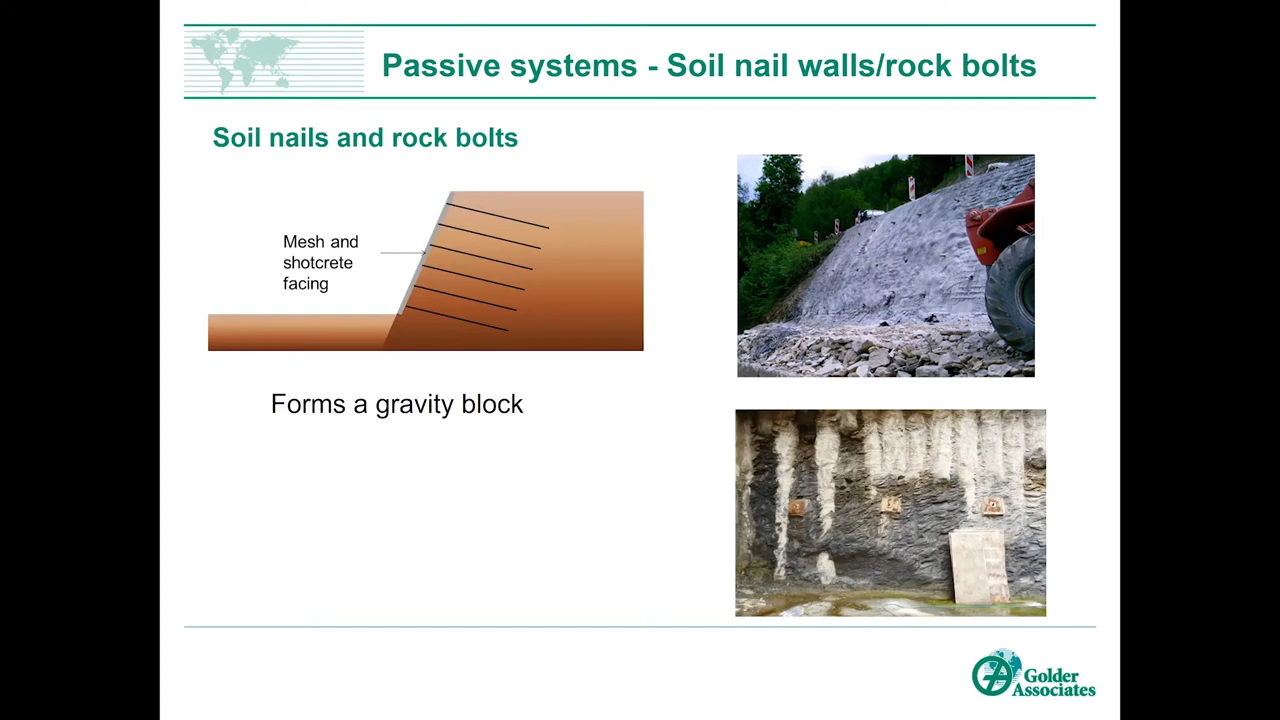 Passive systems - Soil nail walls/rock bolts
Soil nails and rock bolts
Mesh and
shotcrete
facing
Forms a gravity block
Golder
Associates